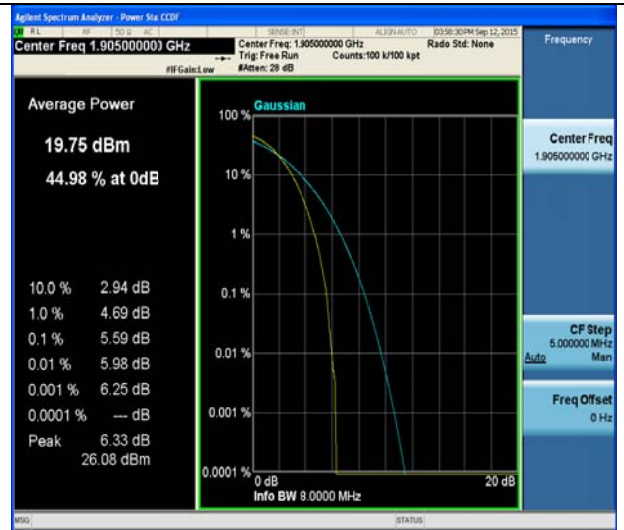 Agilent Spectrum Analyzer - Power Sta CCDF
RL RF 50 Ω AC SENSE:INT ALIGN AUTO 03:58:30 PM Sep 12, 2015
Center Freq 1.905000000 GHz
Center Freq: 1.905000000 GHz Rado Std: None
Trig: Free Run Counts:100 k/100 kpt
#IFGain:Low #Atten: 28 dB
Frequency
Average Power
19.75 dBm
44.98 % at 0dB
10.0 % 2.94 dB
1.0 % 4.69 dB
0.1 % 5.59 dB
0.01 % 5.98 dB
0.001 % 6.25 dB
0.0001 % --- dB
Peak 6.33 dB
26.08 dBm
Gaussian
100 %
10 %
1 %
0.1 %
0.01 %
0.001 %
0.0001 %
0 dB 20 dB
Info BW 8.0000 MHz
Center Freq
1.905000000 GHz
CF Step
5.000000 MHz
Auto Man
Freq Offset
0 Hz
MSG STATUS